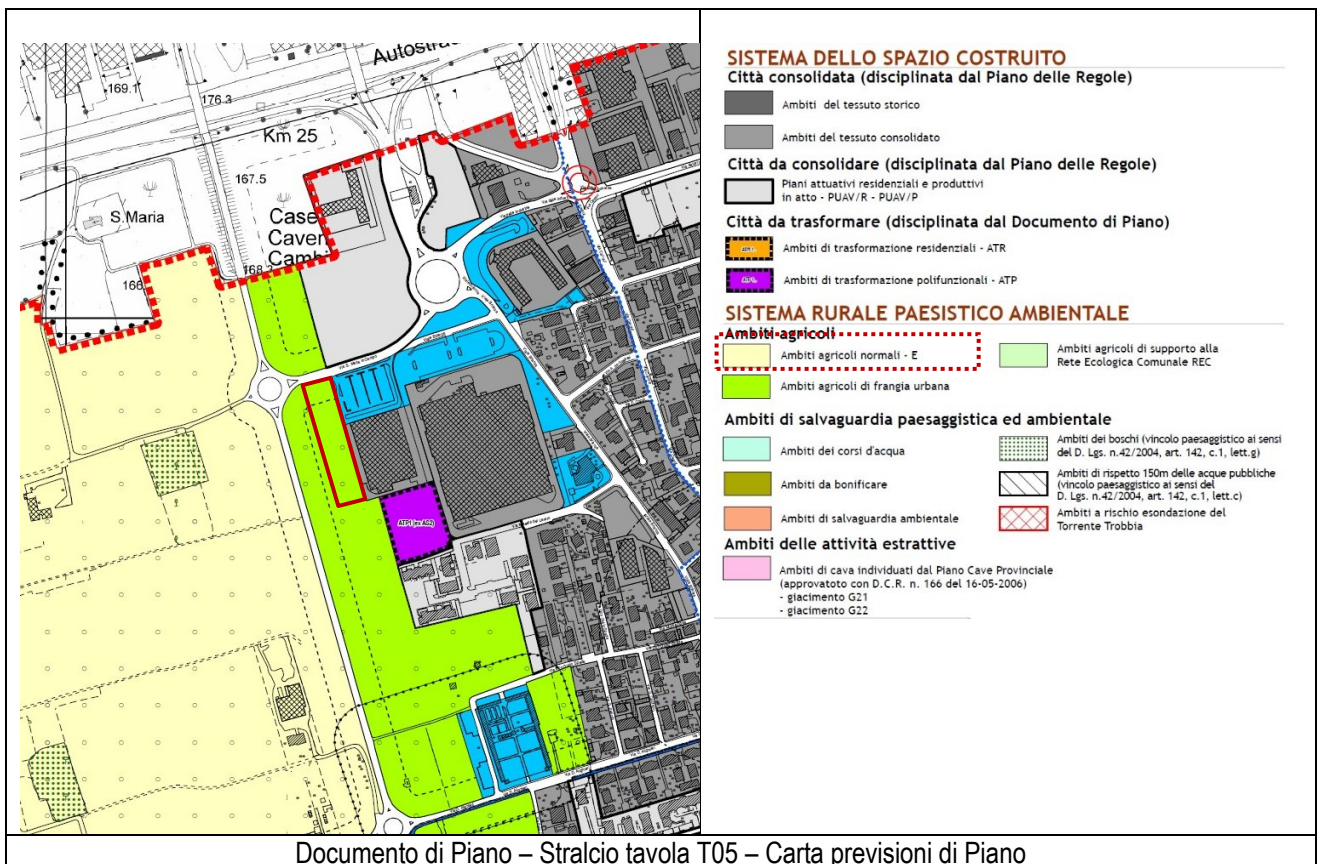 Autostrad
169.1
176.3
Km 25
167.5
S.Maria
Case
Caven
Cambi
168.3
166.
ATP1 (ex AS2)
SISTEMA DELLO SPAZIO COSTRUITO
Città consolidata (disciplinata dal Piano delle Regole)
Ambiti del tessuto storico
Ambiti del tessuto consolidato
Città da consolidare (disciplinata dal Piano delle Regole)
Piani attuativi residenziali e produttivi
in atto - PUAV/R - PUAV/P
Città da trasformare (disciplinata dal Documento di Piano)
Ambiti di trasformazione residenziali - ATR
Ambiti di trasformazione polifunzionali - ATP
SISTEMA RURALE PAESISTICO AMBIENTALE
Ambiti agricoli
Ambiti agricoli normali - E
Ambiti agricoli di supporto alla
Rete Ecologica Comunale REC
Ambiti agricoli di frangia urbana
Ambiti di salvaguardia paesaggistica ed ambientale
Ambiti dei corsi d'acqua
Ambiti dei boschi (vincolo paesaggistico ai sensi
del D. Lgs. n.42/2004, art. 142, c.1, lett.g)
Ambiti da bonificare
Ambiti di rispetto 150m delle acque pubbliche
(vincolo paesaggistico ai sensi del
D. Lgs. n.42/2004, art. 142, c.1, lett.c)
Ambiti di salvaguardia ambientale
Ambiti a rischio esondazione del
Torrente Trobbia
Ambiti delle attività estrattive
Ambiti di cava individuati dal Piano Cave Provinciale
(approvatoto con D.C.R. n. 166 del 16-05-2006)
- giacimento G21
- giacimento G22
Documento di Piano – Stralcio tavola T05 – Carta previsioni di Piano